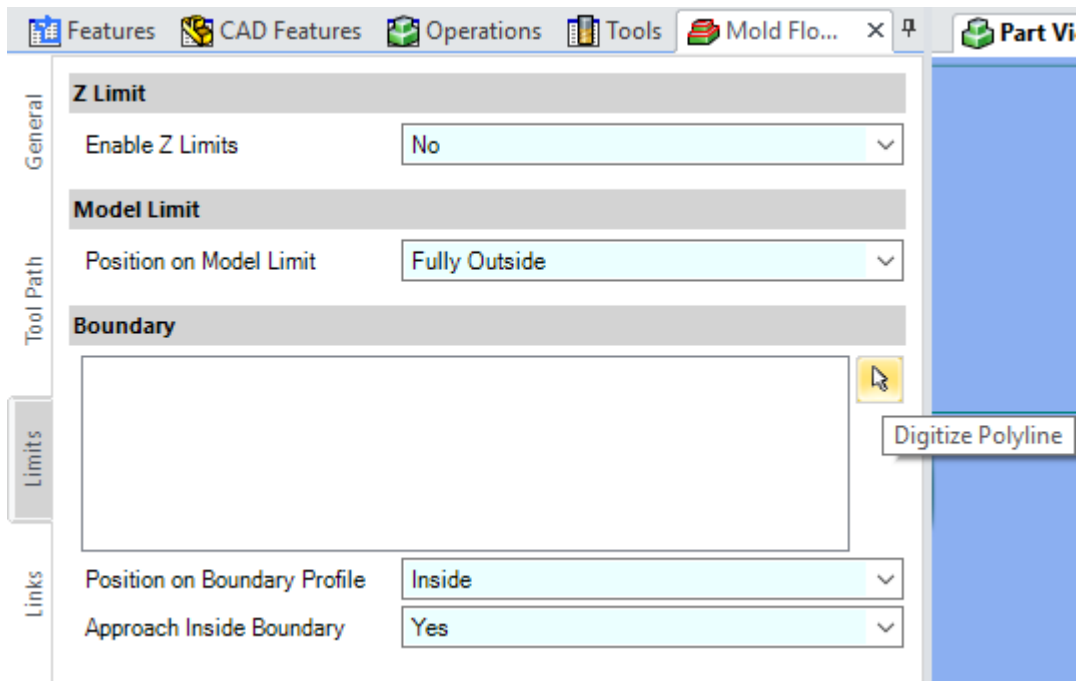 Features CAD Features Operations Tools Mold Flo... Part Vi
General
Tool Path
Limits
Links
Z Limit
Enable Z Limits No
Model Limit
Position on Model Limit Fully Outside
Boundary
Digitize Polyline
Position on Boundary Profile Inside
Approach Inside Boundary Yes